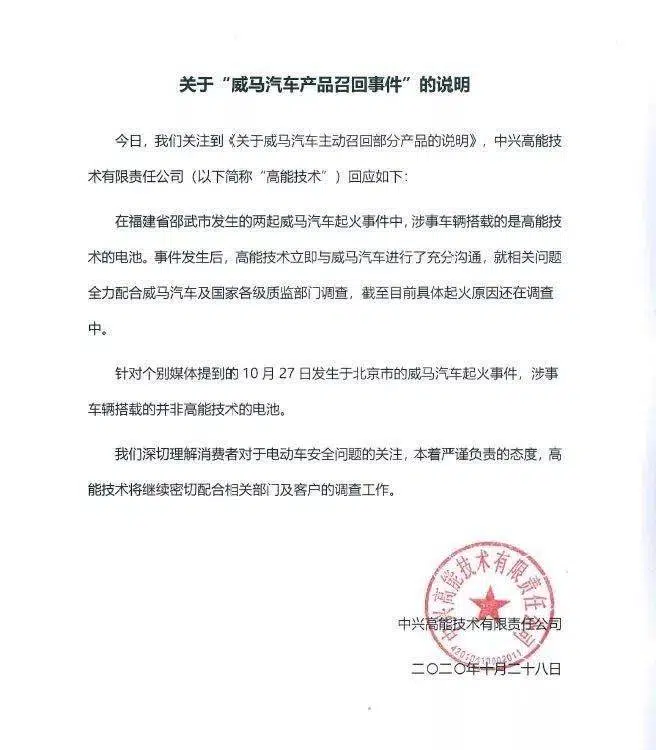 关于“威马汽车产品召回事件”的说明
今日，我们关注到《关于威马汽车主动召回部分产品的说明》，中兴高能技
术有限责任公司（以下简称“高能技术”）回应如下：
在福建省邵武市发生的两起威马汽车起火事件中，涉事车辆搭载的是高能技
术的电池。事件发生后，高能技术立即与威马汽车进行了充分沟通，就相关问题
全力配合威马汽车及国家各级质监部门调查，截至目前具体起火原因还在调查
中。
针对个别媒体提到的 10 月 27 日发生于北京市的威马汽车起火事件，涉事
车辆搭载的并非高能技术的电池。
我们深切理解消费者对于电动车安全问题的关注，本着严谨负责的态度，高
能技术将继续密切配合相关部门及客户的调查工作。
中兴高能技术有限责任公司
中兴高能技术有限责任公司
二〇二〇年十月二十八日